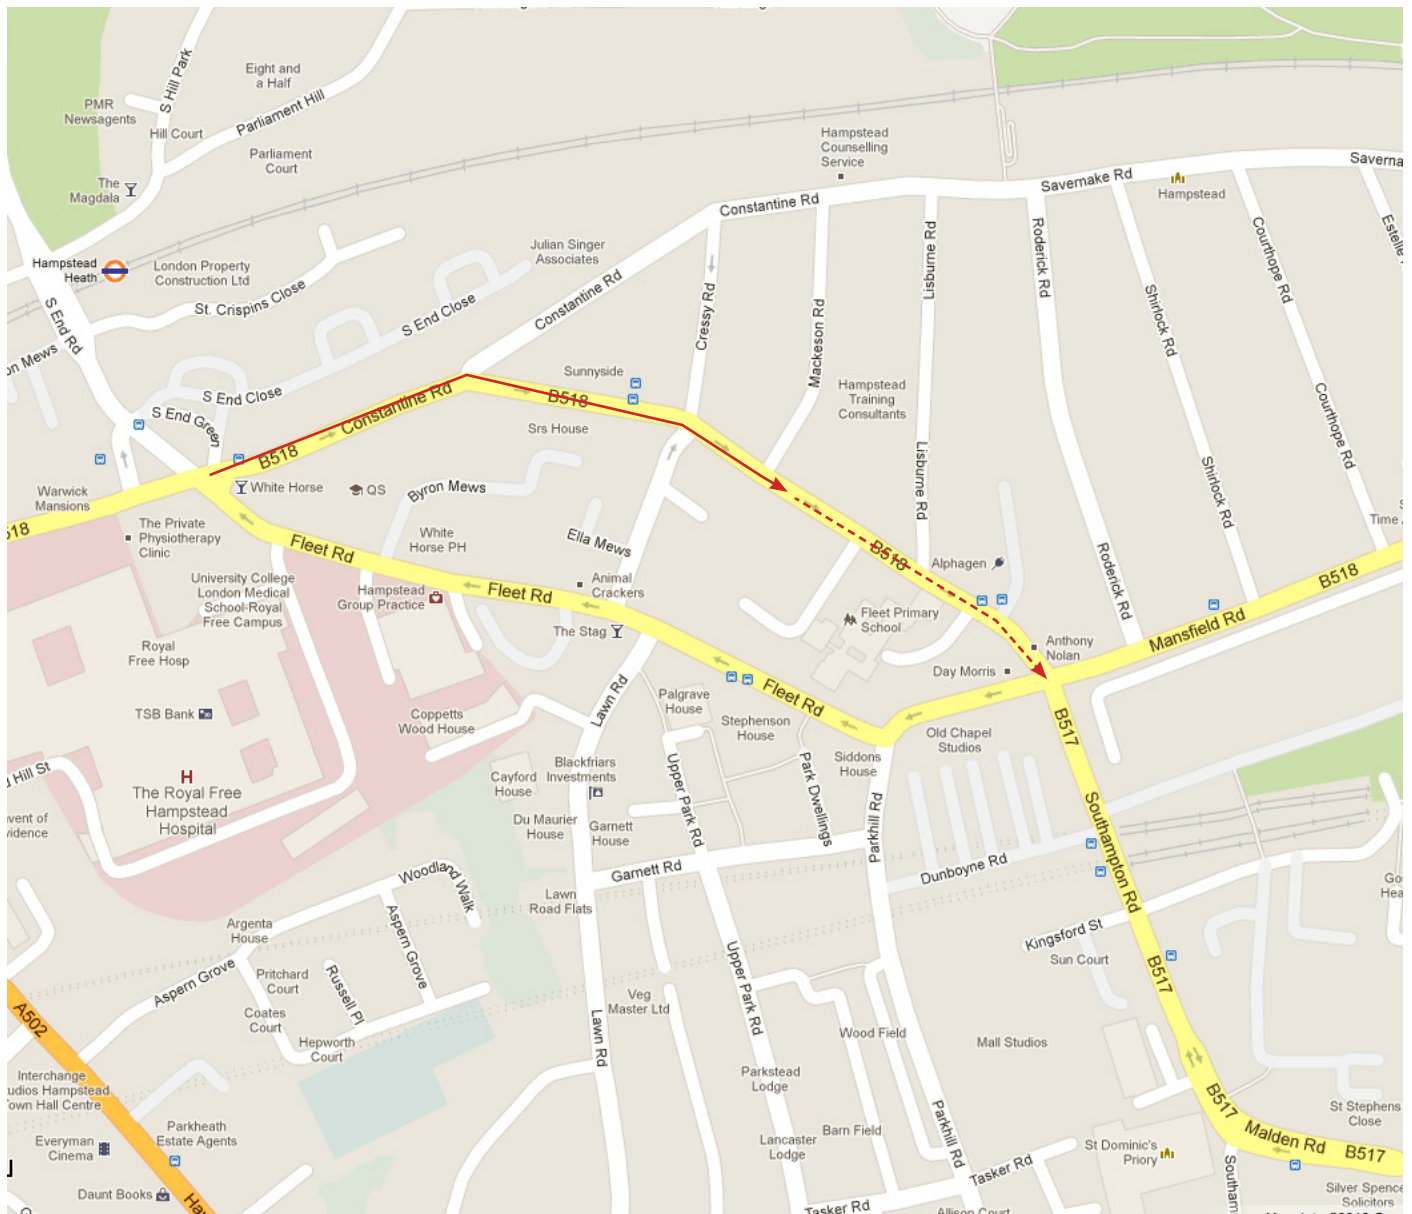 S Hill Park
Eight and
a Half
PMR
Newsagents
Hill Court
Parliament Hill
Parliament
Court
The
Magdala
Hampstead
Counselling
Service
Constantine Rd
Savernake Rd
Hampstead
Hampstead
Heath
London Property
Construction Ltd
St. Crispins Close
Julian Singer
Associates
Constantine Rd
S End Close
S End Rd
Cressy Rd
Mackeson Rd
Lisburne Rd
Roderick Rd
Shirlock Rd
Courthope Rd
S End Close
S End Green
Constantine Rd
B518
B518
Sunnyside
Srs House
Hampstead
Training
Consultants
Lisburne Rd
Shirlock Rd
Courthope Rd
Warwick
Mansions
White Horse
QS
Byron Mews
The Private
Physiotherapy
Clinic
Fleet Rd
White
Horse PH
Ella Mews
B518
Alphagen
Roderick Rd
B518
University College
London Medical
School-Royal
Free Campus
Hampstead
Group Practice
Fleet Rd
Animal
Crackers
The Stag
Fleet Primary
School
Mansfield Rd
Anthony
Nolan
Day Morris
Royal
Free Hosp
TSB Bank
Coppetts
Wood House
Lawn Rd
Palgrave
House
Stephenson
House
Fleet Rd
Old Chapel
Studios
B517
H
The Royal Free
Hampstead
Hospital
Cayford
House
Blackfriars
Investments
Upper Park Rd
Park Dwellings
Siddons
House
Parkhill Rd
Du Maurier
House
Garnett
House
Garnett Rd
Dunboyne Rd
Southampton Rd
Woodland Walk
Lawn
Road Flats
Argenta
House
Aspern Grove
Aspern Grove
Pritchard
Court
Russell Pl
Coates
Court
Hepworth
Court
Upper Park Rd
Kingsford St
Sun Court
B517
Veg
Master Ltd
Lawn Rd
Wood Field
Mall Studios
A502
Parkstead
Lodge
B517
Interchange
Parkheath
Estate Agents
Everyman
Cinema
Daunt Books
Lancaster
Lodge
Barn Field
Parkhill Rd
Tasker Rd
Tasker Rd
St Dominic's
Priory
Malden Rd
B517
St Stephens
Close
Allison Court
Solicitors